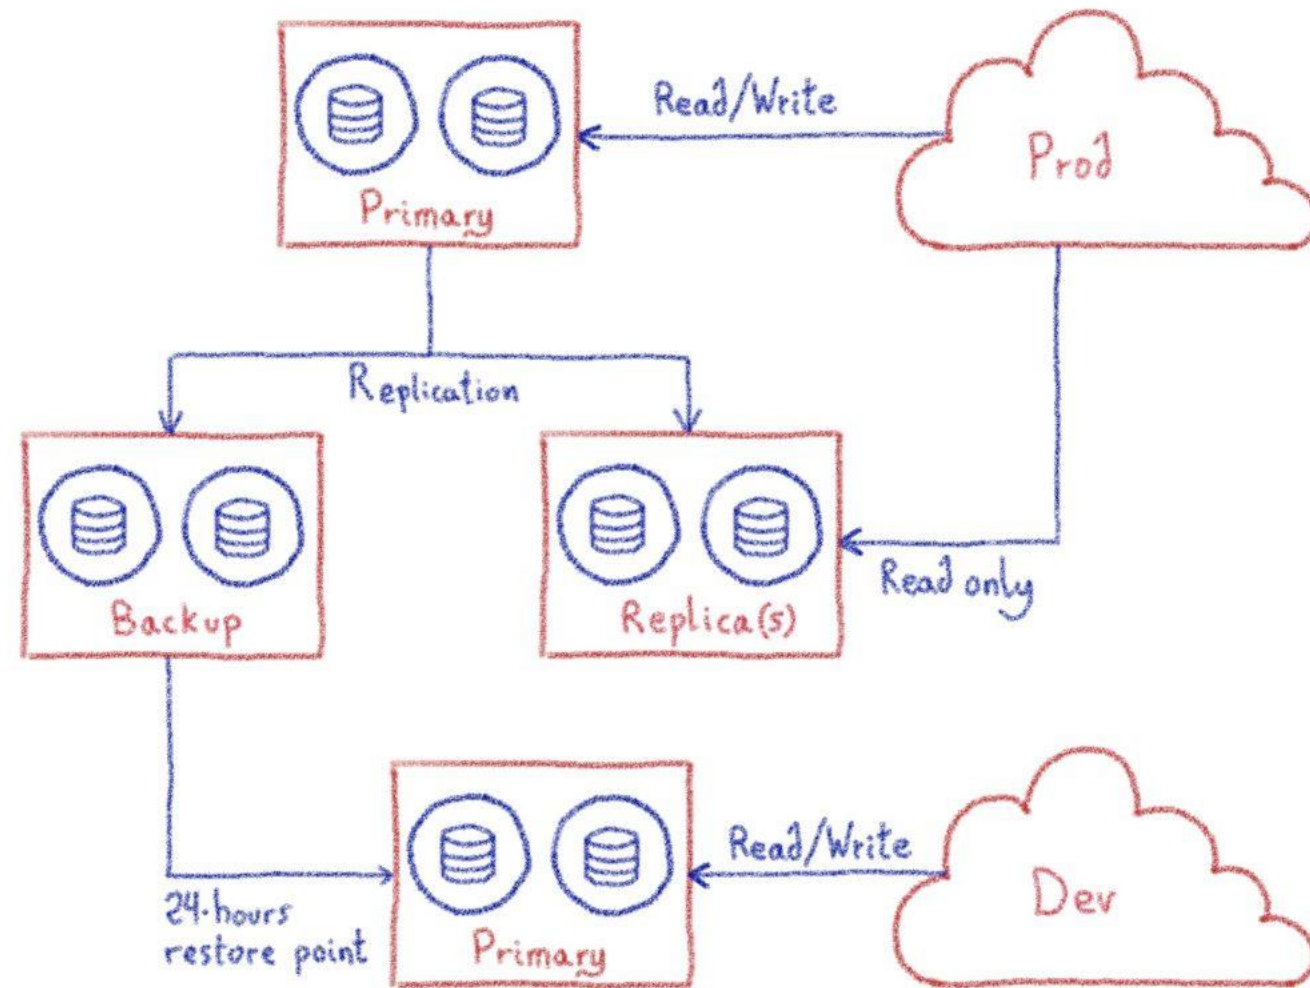 Read/Write
Prod
Primary
Replication
Backup
Replica(s)
Read only
24-hours
restore point
Primary
Read/Write
Dev